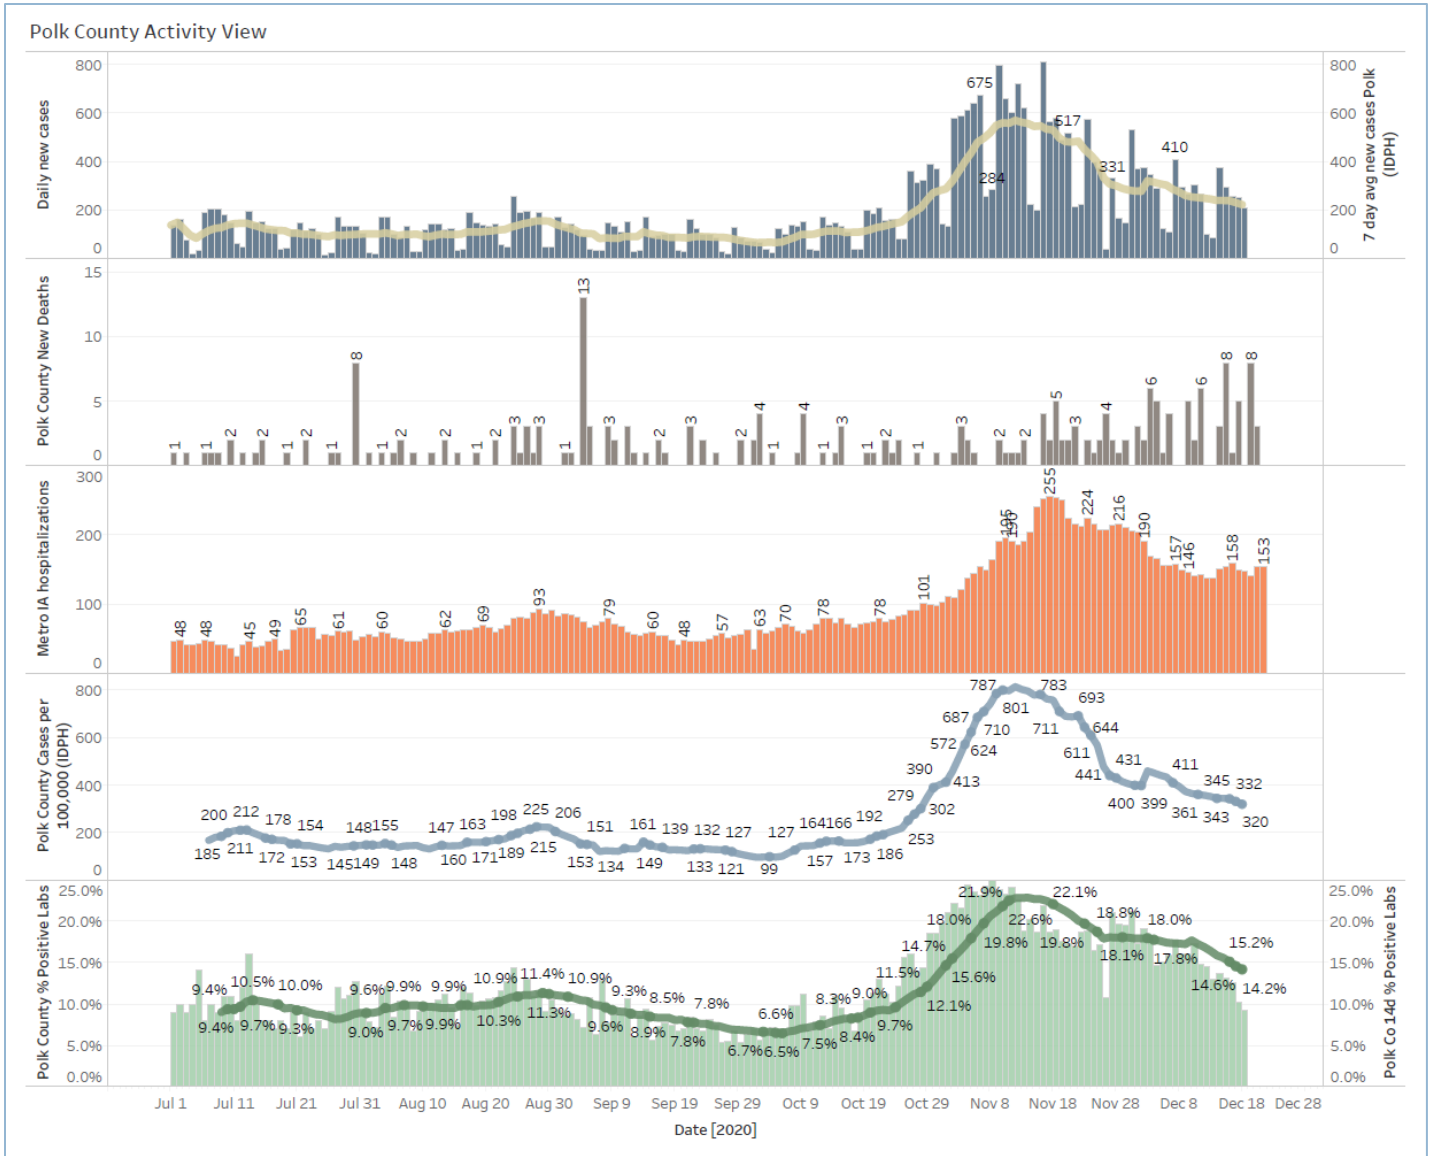 Polk County Activity View
Daily new cases
800
600
400
200
0
675
284
517
331
410
800
600
400
200
0
7 day avg new cases Polk
(IDPH)
Polk County New Deaths
15
10
5
0
1 1 2 2 1 2 1 8 1 2 2 1 2 3 3 1 13 3 2 3 2 4 1 4 1 3 1 2 1 3 2 2 5 3 4 6 6 8 8
Metro IA hospitalizations
300
200
100
0
48 48 45 49 65 61 60 62 69 93 79 60 48 57 63 70 78 78 101 195 190 255 224 216 190 157 146 158 153
Polk County Cases per
100,000 (IDPH)
800
600
400
200
0
200 212 178 154 148 155 147 163 198 225 206 151 161 139 132 127 127 164 166 192 279 390 572 687 787 783 693 644 431 411 345 332
185 211 172 153 145 149 148 160 171 189 215 153 134 149 133 121 99 157 173 186 253 302 413 624 710 801 711 611 441 400 399 361 343 320
Polk County % Positive Labs
25.0%
20.0%
15.0%
10.0%
5.0%
0.0%
9.4% 10.5% 10.0% 9.6% 9.9% 9.9% 10.9% 11.4% 10.9% 9.3% 8.5% 7.8% 6.6% 8.3% 9.0% 11.5% 14.7% 18.0% 21.9% 22.1% 18.8% 18.0% 15.2%
9.4% 9.7% 9.3% 9.0% 9.7% 9.9% 10.3% 11.3% 9.6% 8.9% 7.8% 6.7% 6.5% 7.5% 8.4% 9.7% 12.1% 15.6% 19.8% 22.6% 19.8% 18.1% 17.8% 14.6% 14.2%
25.0%
20.0%
15.0%
10.0%
5.0%
0.0%
Polk Co 14d % Positive Labs
Jul 1 Jul 11 Jul 21 Jul 31 Aug 10 Aug 20 Aug 30 Sep 9 Sep 19 Sep 29 Oct 9 Oct 19 Oct 29 Nov 8 Nov 18 Nov 28 Dec 8 Dec 18 Dec 28
Date [2020]